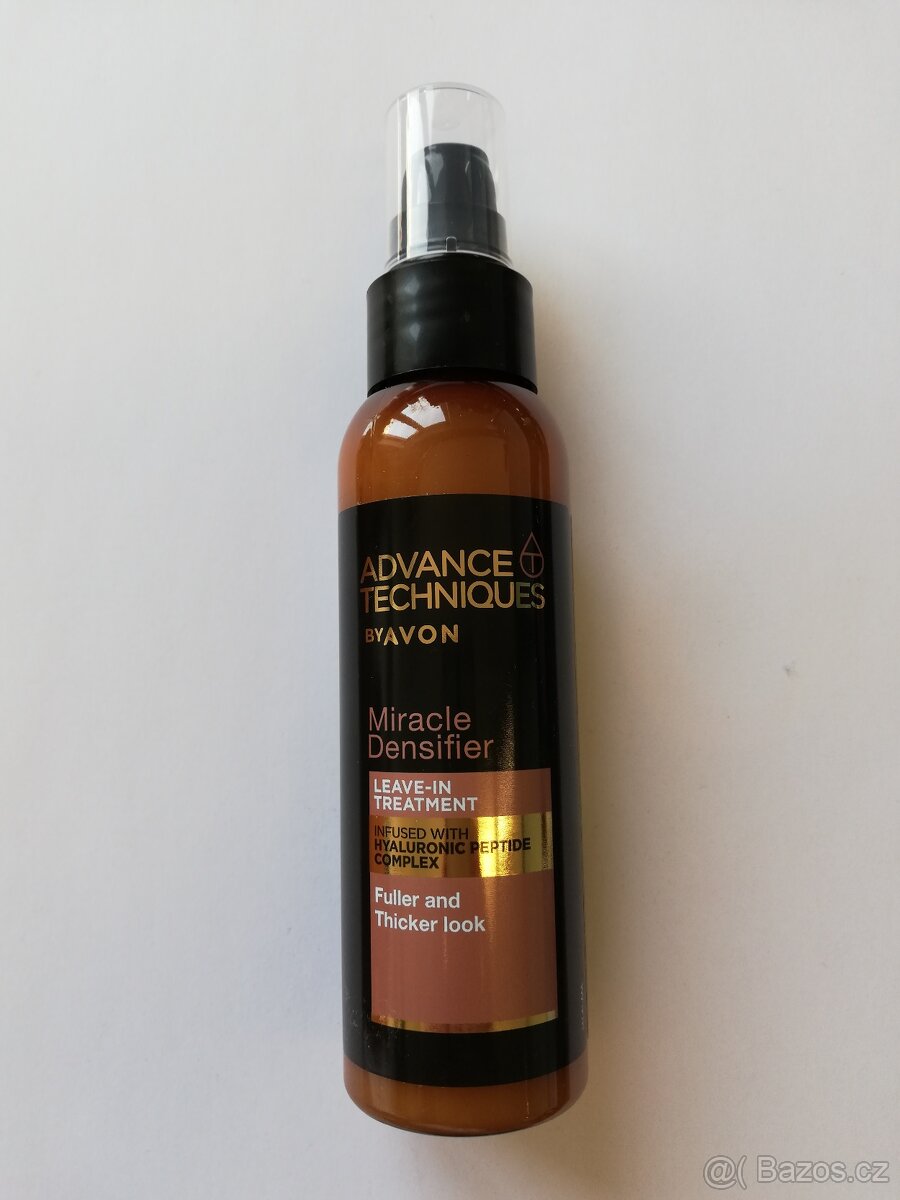 ADVANCE
TECHNIQUES
BY AVON
Miracle
Densifier
LEAVE-IN
TREATMENT
INFUSED WITH
HYALURONIC PEPTIDE
COMPLEX
Fuller and
Thicker look
@( Bazos.cz